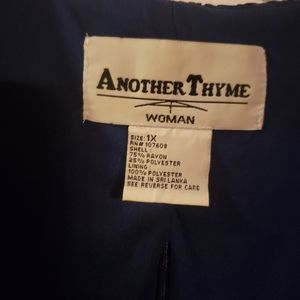 ANOTHER THYME
WOMAN
SIZE: 1X
RN# 107608
SHELL:
75% RAYON
25% POLYESTER
LINING:
100% POLYESTER
MADE IN SRI LANKA
SEE REVERSE FOR CARE